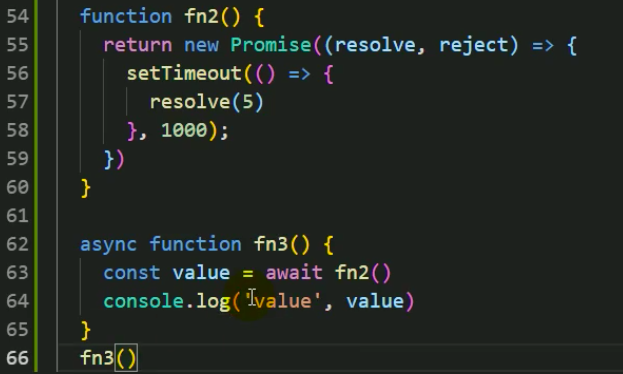 54 function fn2() {
55 return new Promise((resolve, reject) => {
56 setTimeout(() => {
57 resolve(5)
58 }, 1000);
59 })
60 }
61
62 async function fn3() {
63 const value = await fn2()
64 console.log('value', value)
65 }
66 fn3()